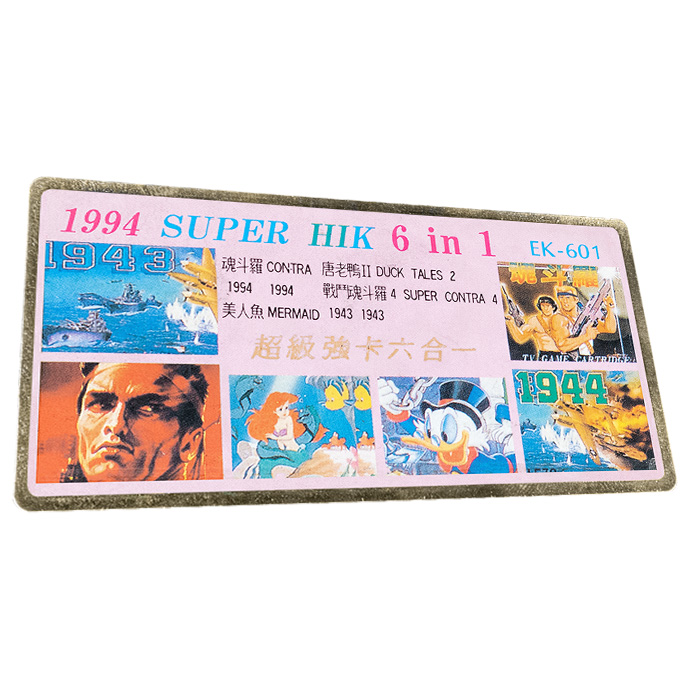 1994 SUPER HIK 6 in 1 EK-601
魂斗羅 CONTRA 唐老鴨II DUCK TALES 2
1994 1994 戰鬥魂斗羅4 SUPER CONTRA 4
美人魚 MERMAID 1943 1943
超級強卡六合一
1943
魂斗羅
TV GAME CARTRIDGE
1944